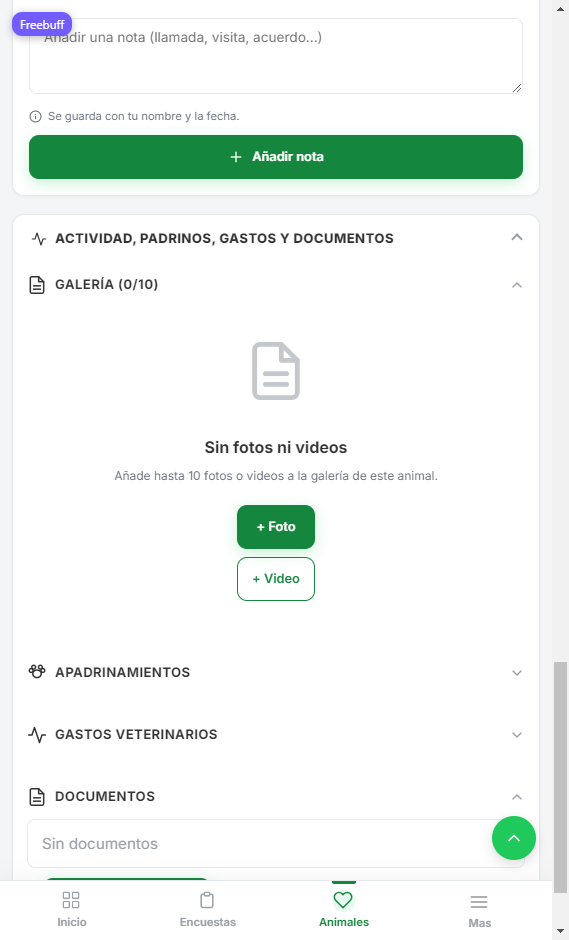 Freebuff
Añadir una nota (llamada, visita, acuerdo...)
Se guarda con tu nombre y la fecha.
+ Añadir nota
ACTIVIDAD, PADRINOS, GASTOS Y DOCUMENTOS
GALERÍA (0/10)
Sin fotos ni videos
Añade hasta 10 fotos o videos a la galería de este animal.
+ Foto
+ Video
APADRINAMIENTOS
GASTOS VETERINARIOS
DOCUMENTOS
Sin documentos
Inicio
Encuestas
Animales
Mas